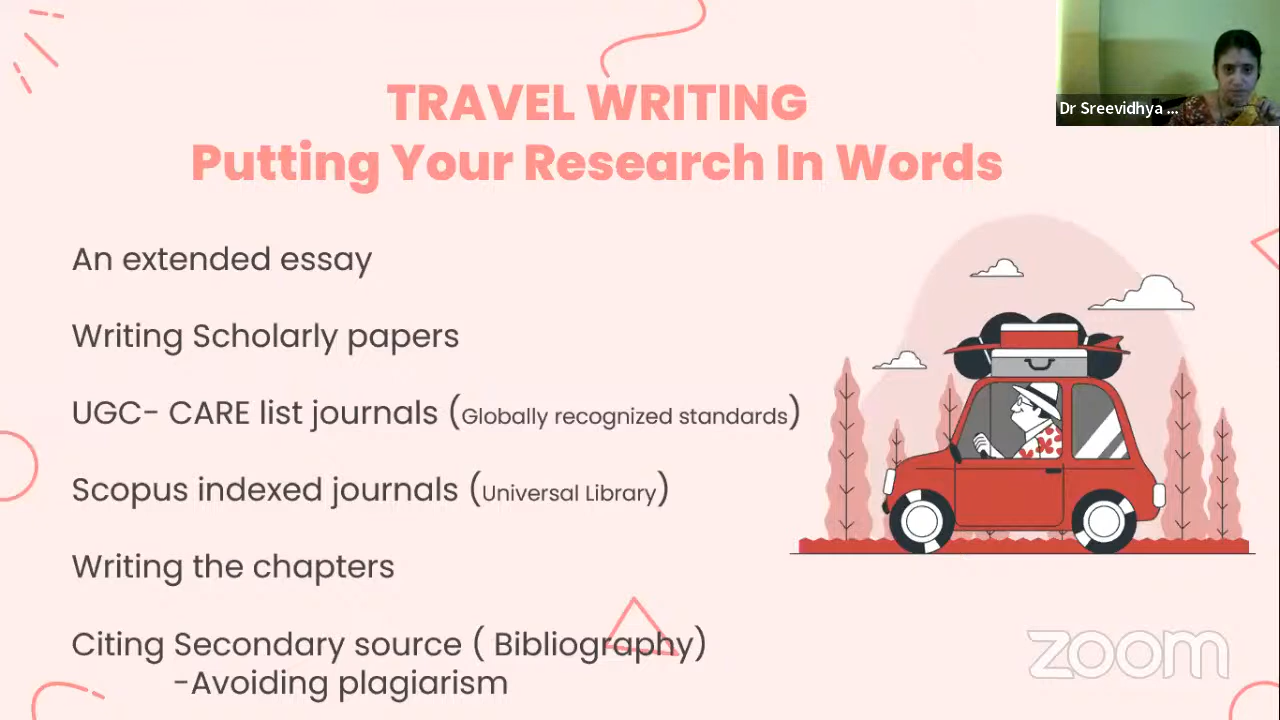 TRAVEL WRITING
Putting Your Research In Words
Dr Sreevidhya ...
An extended essay
Writing Scholarly papers
UGC- CARE list journals (Globally recognized standards)
Scopus indexed journals (Universal Library)
Writing the chapters
Citing Secondary source ( Bibliography)
-Avoiding plagiarism
zoom